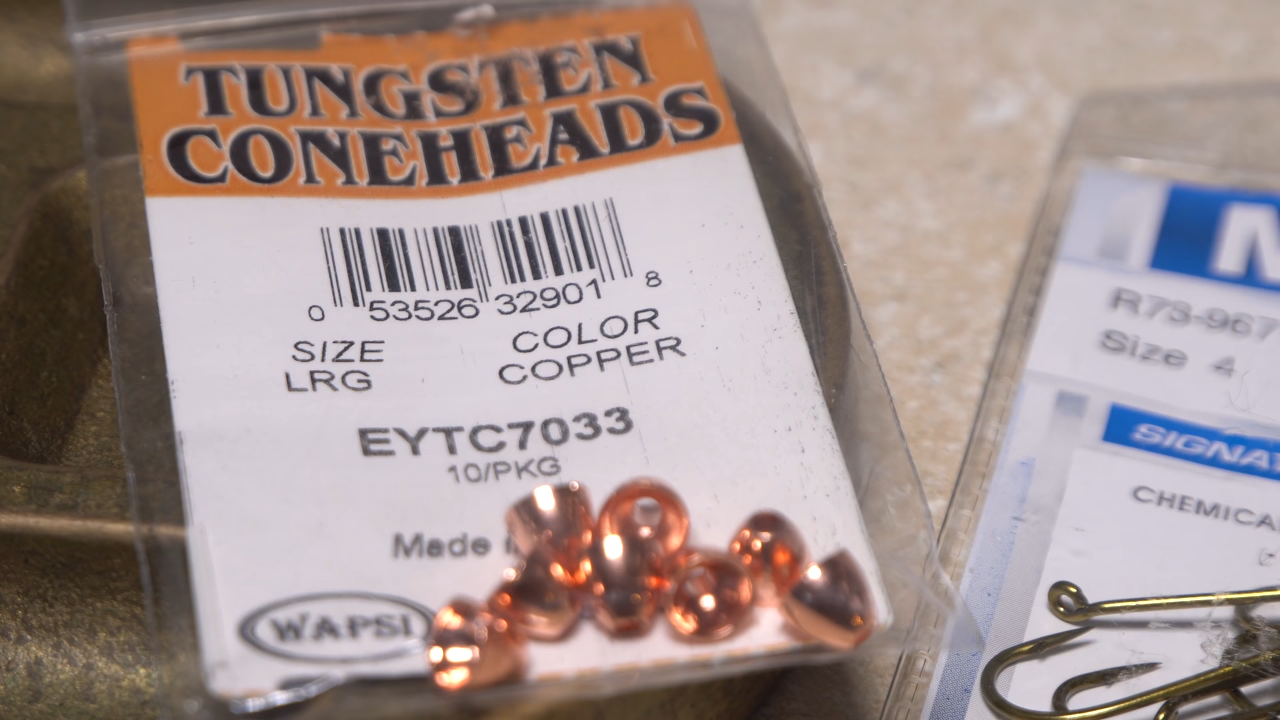 TUNGSTEN
CONEHEADS
0 53526 32901 8
SIZE
LRG
COLOR
COPPER
EYTC7033
10/PKG
Made
WAPSI
M
R73-967
Size 4
SIGNA
CHEMICA